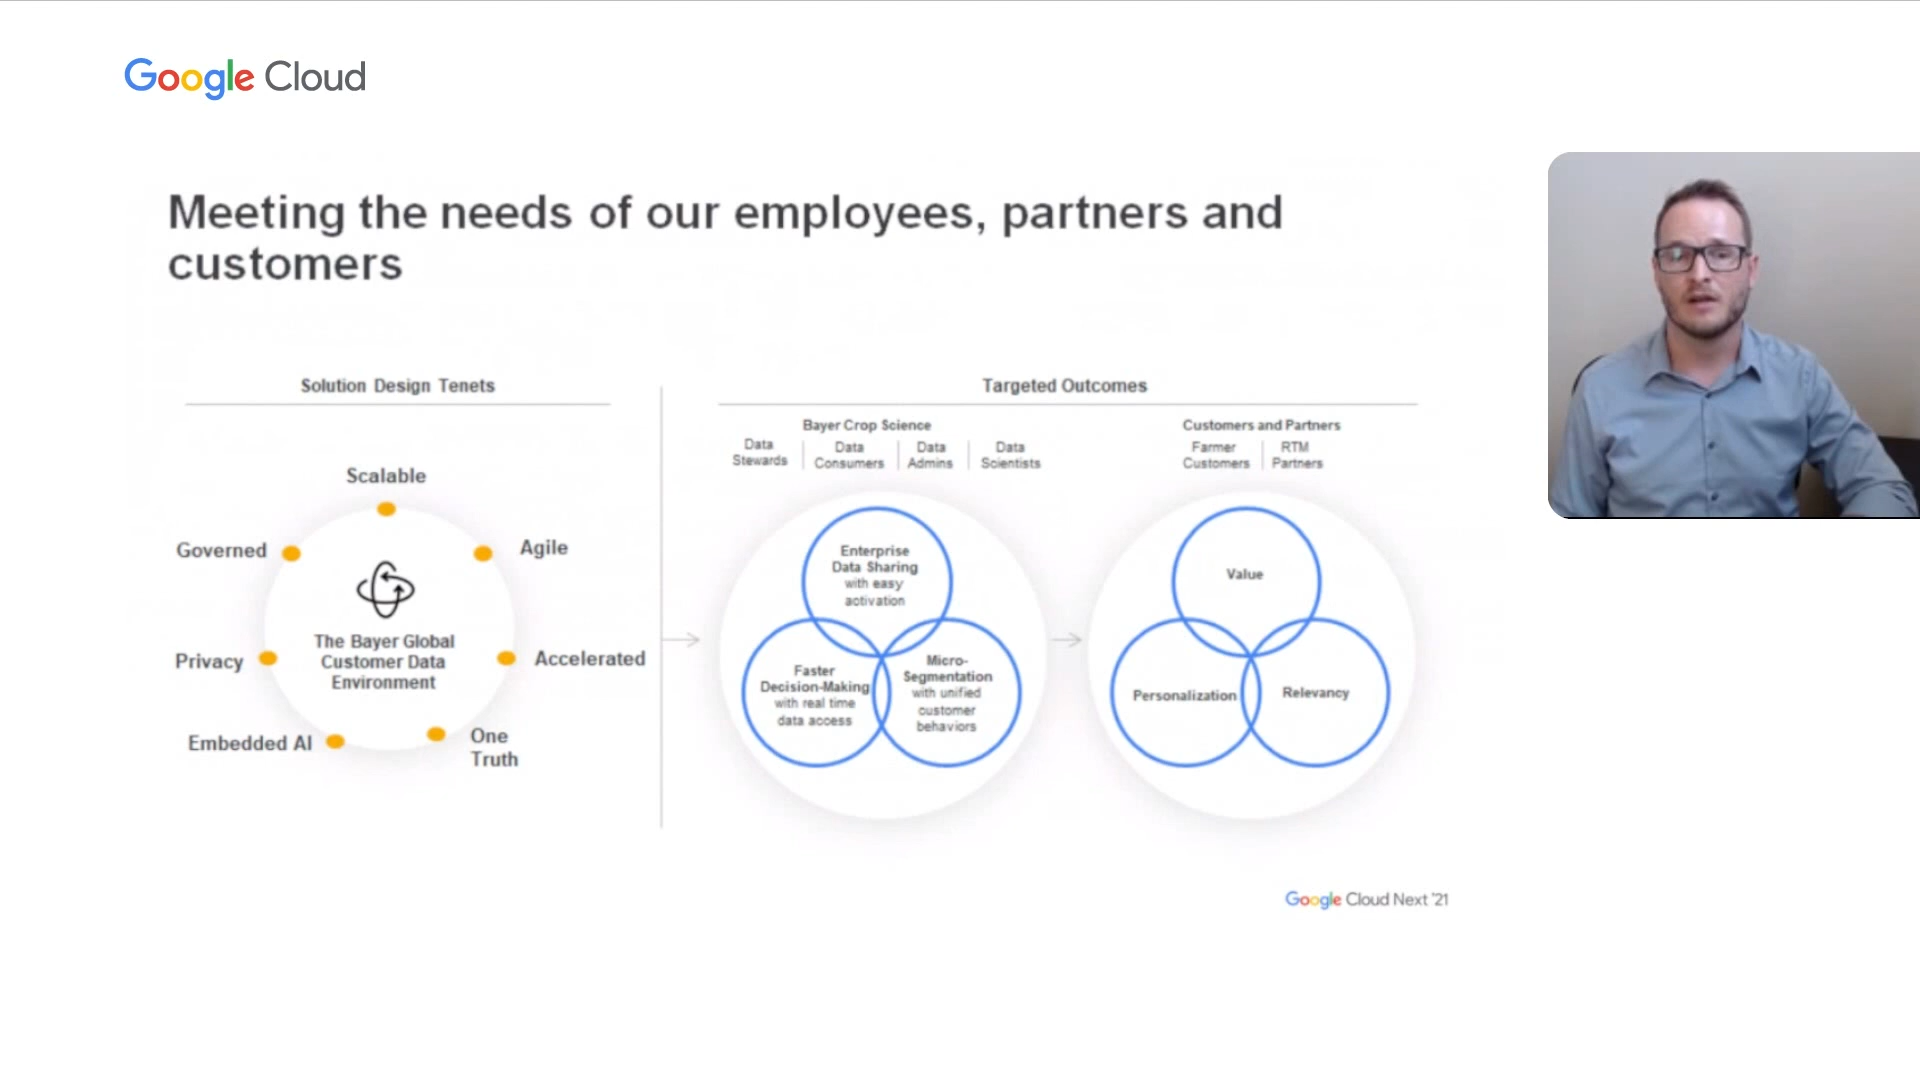 Google Cloud
Meeting the needs of our employees, partners and
customers
Solution Design Tenets
Scalable
Governed
Agile
Privacy
The Bayer Global
Customer Data
Environment
Accelerated
Embedded AI
One
Truth
Targeted Outcomes
Bayer Crop Science
Data
Stewards
Data
Consumers
Data
Admins
Data
Scientists
Enterprise
Data Sharing
with easy
activation
Faster
Decision-Making
with real time
data access
Micro-
Segmentation
with unified
customer
behaviors
Customers and Partners
Farmer
Customers
RTM
Partners
Value
Personalization
Relevancy
Google Cloud Next '21